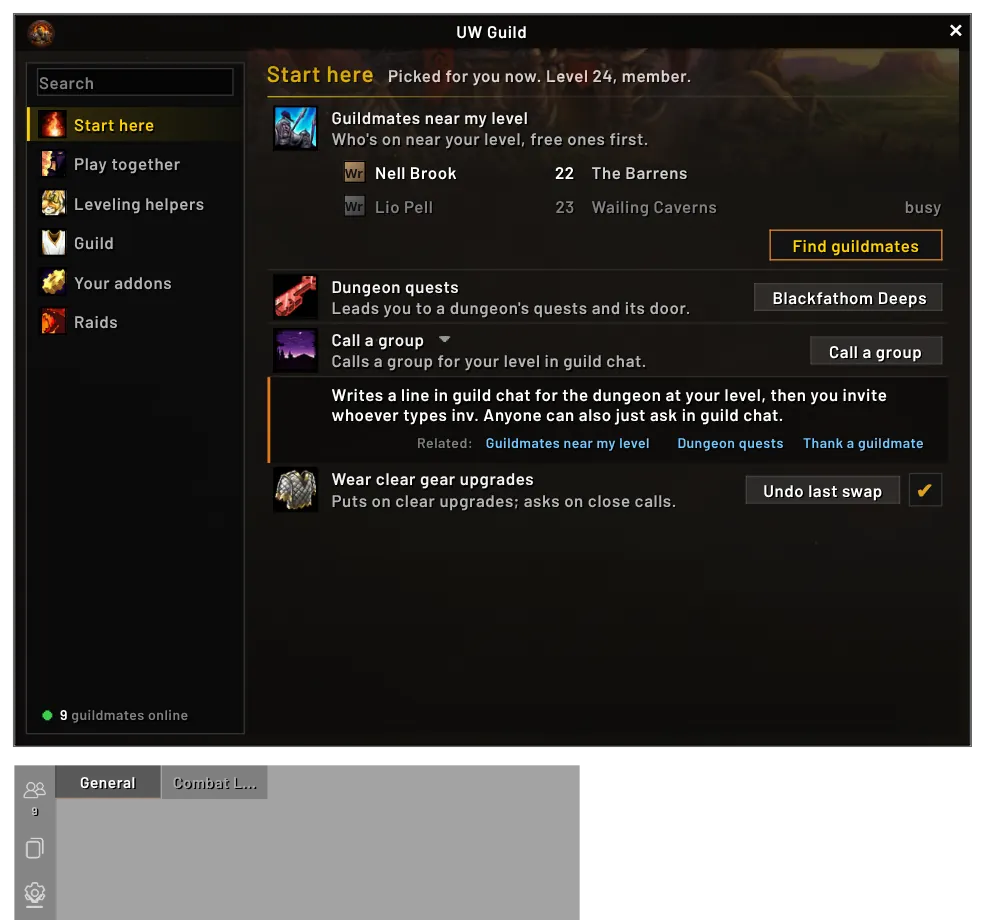 UW Guild
Search
Start here
Play together
Leveling helpers
Guild
Your addons
Raids
9 guildmates online
Start here Picked for you now. Level 24, member.
Guildmates near my level
Who's on near your level, free ones first.
Wr Nell Brook 22 The Barrens
Wr Lio Pell 23 Wailing Caverns busy
Find guildmates
Dungeon quests
Leads you to a dungeon's quests and its door.
Blackfathom Deeps
Call a group
Calls a group for your level in guild chat.
Call a group
Writes a line in guild chat for the dungeon at your level, then you invite
whoever types inv. Anyone can also just ask in guild chat.
Related: Guildmates near my level Dungeon quests Thank a guildmate
Wear clear gear upgrades
Puts on clear upgrades; asks on close calls.
Undo last swap
General Combat L...
9